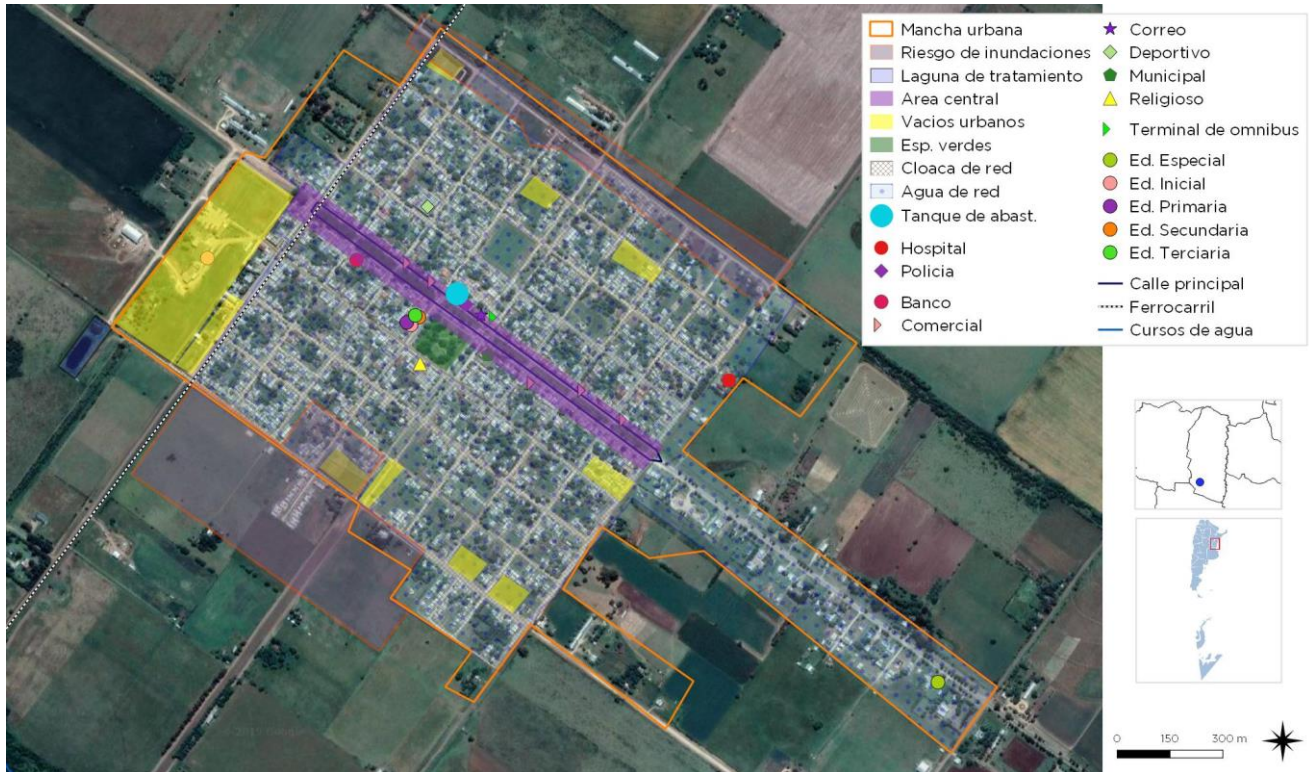 Mancha urbana
Riesgo de inundaciones
Laguna de tratamiento
Area central
Vacios urbanos
Esp. verdes
Cloaca de red
Agua de red
Tanque de abast.
Hospital
Policia
Banco
Comercial
Correo
Deportivo
Municipal
Religioso
Terminal de omnibus
Ed. Especial
Ed. Inicial
Ed. Primaria
Ed. Secundaria
Ed. Terciaria
Calle principal
Ferrocarril
Cursos de agua
0 150 300 m